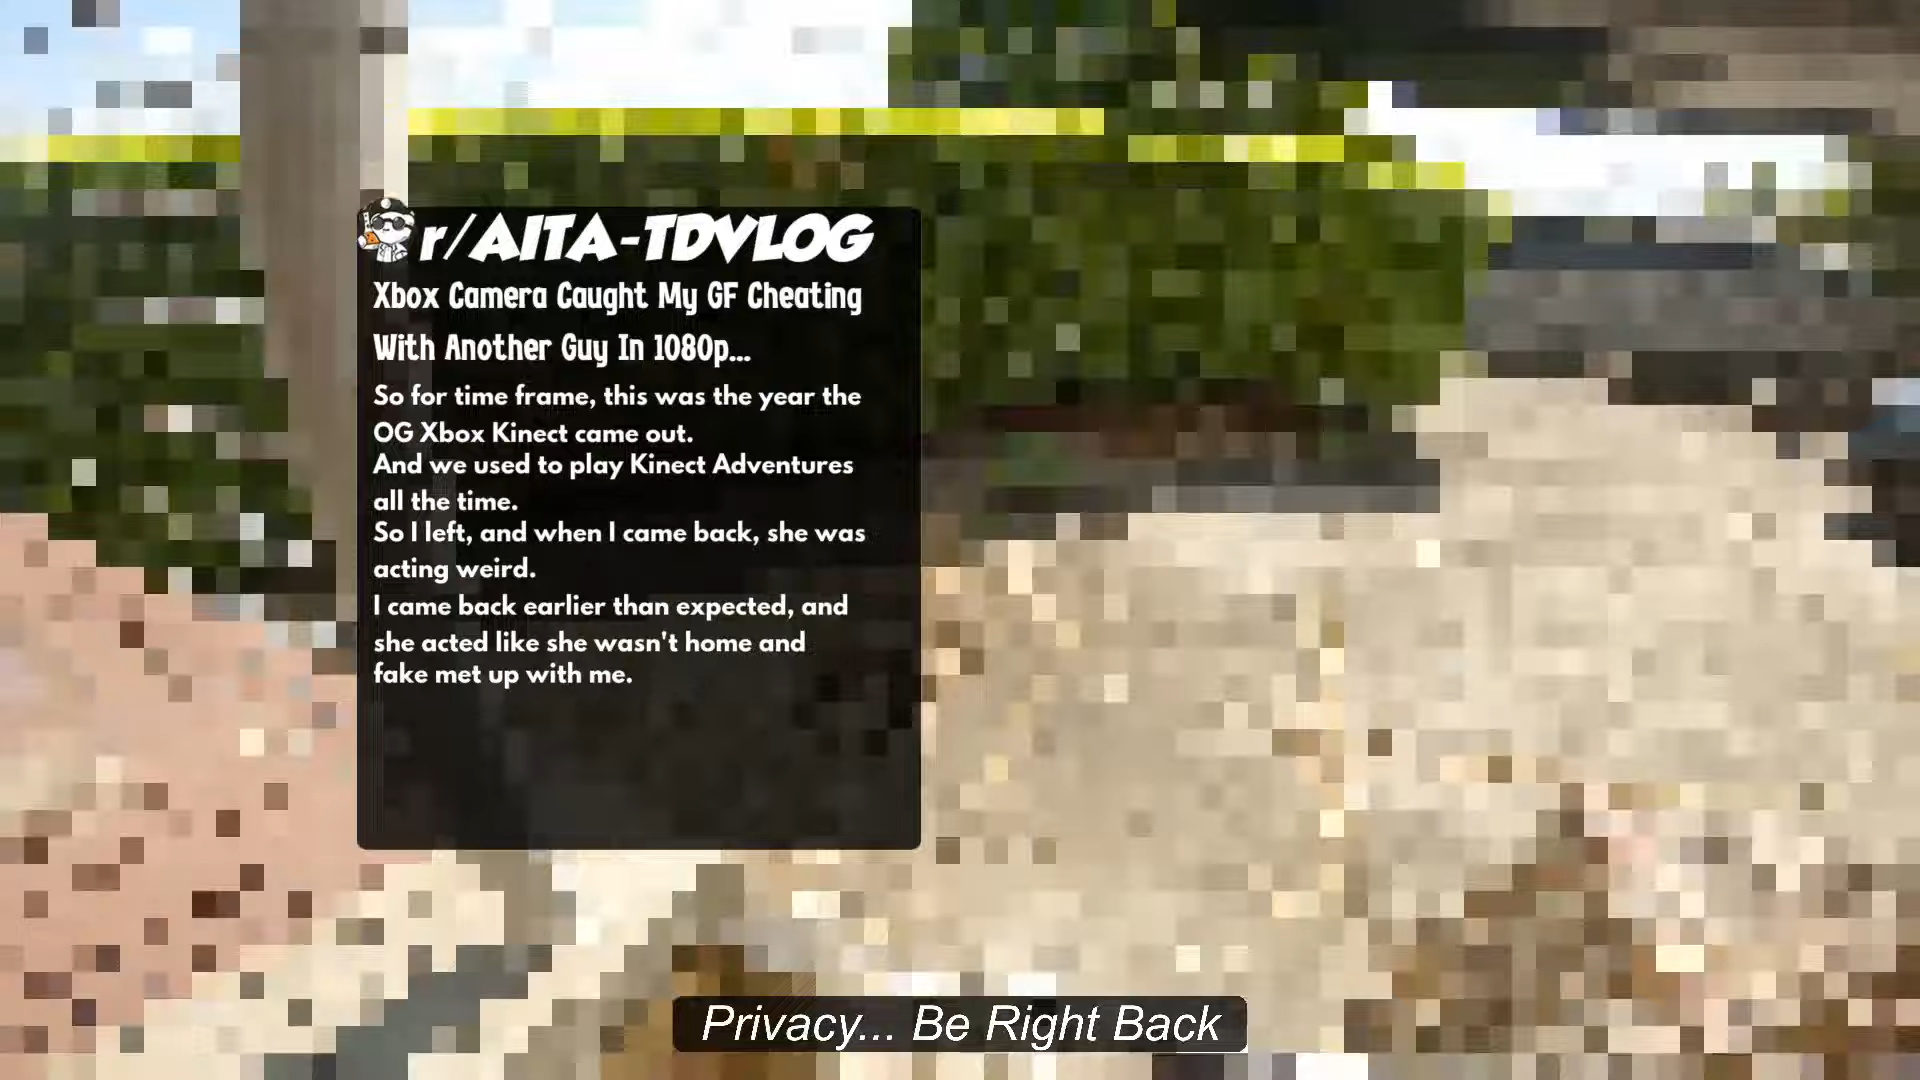 r/AITA-TDVLOG
Xbox Camera Caught My GF Cheating
With Another Guy In 1080p...
So for time frame, this was the year the
OG Xbox Kinect came out.
And we used to play Kinect Adventures
all the time.
So I left, and when I came back, she was
acting weird.
I came back earlier than expected, and
she acted like she wasn't home and
fake met up with me.
Privacy... Be Right Back